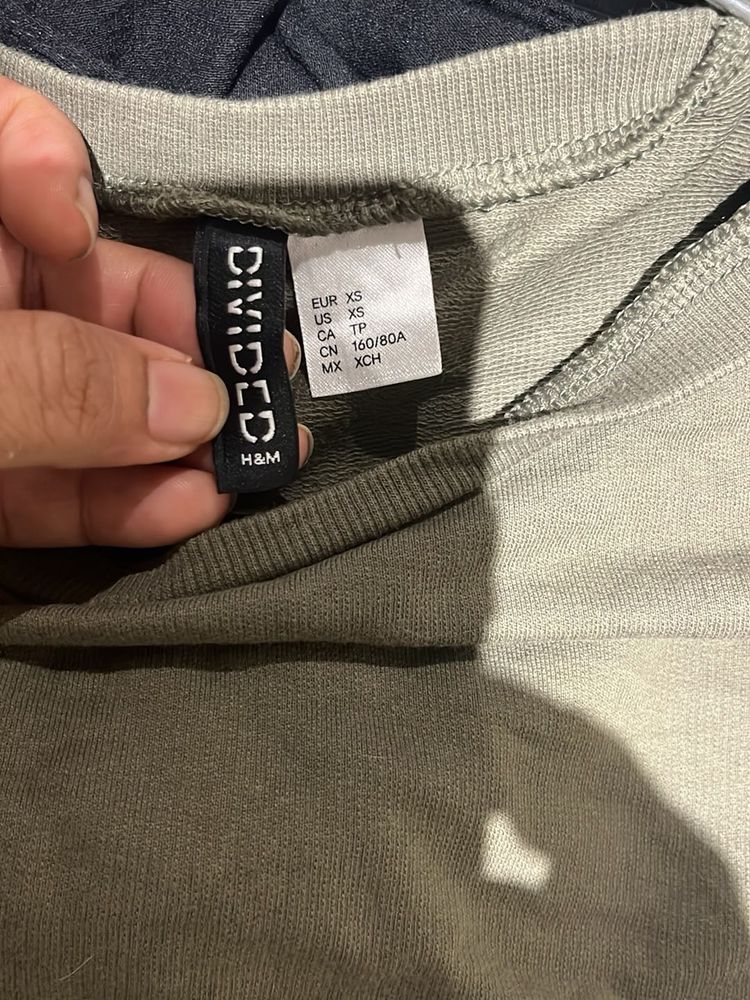 DIVIDED
H&M
EUR XS
US XS
CA TP
CN 160/80A
MX XCH